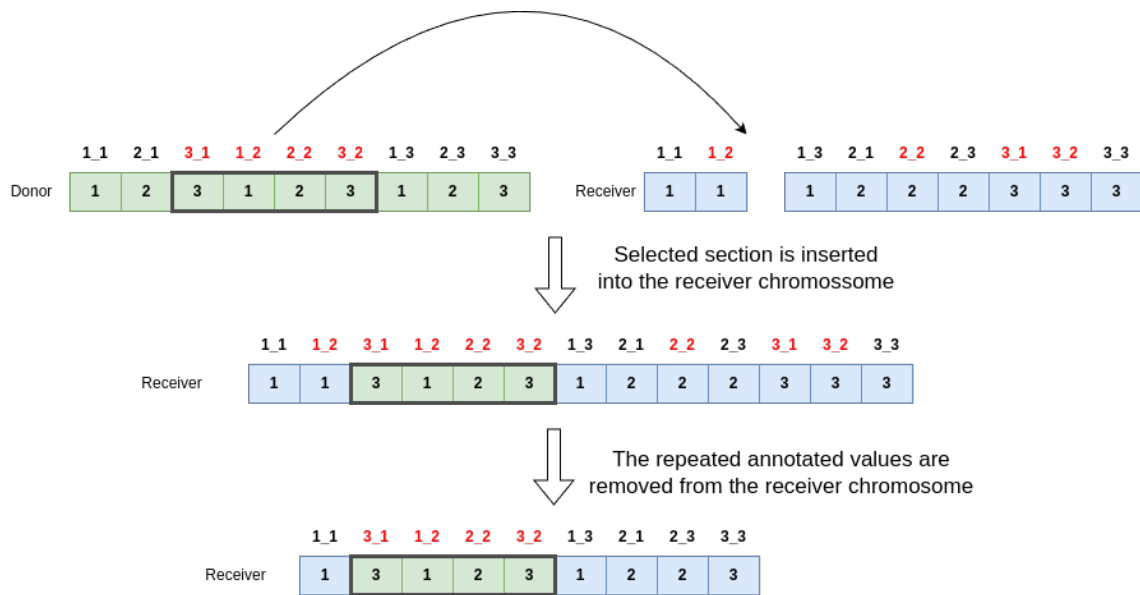 1_1 2_1 3_1 1_2 2_2 3_2 1_3 2_3 3_3 1_1 1_2 1_3 2_1 2_2 2_3 3_1 3_2 3_3
Donor 1 2 3 1 2 3 1 2 3 Receiver 1 1 1 2 2 2 3 3 3
Selected section is inserted
into the receiver chromossome
1_1 1_2 3_1 1_2 2_2 3_2 1_3 2_1 2_2 2_3 3_1 3_2 3_3
Receiver 1 1 3 1 2 3 1 2 2 2 3 3 3
The repeated annotated values are
removed from the receiver chromosome
1_1 3_1 1_2 2_2 3_2 1_3 2_1 2_3 3_3
Receiver 1 3 1 2 3 1 2 2 3